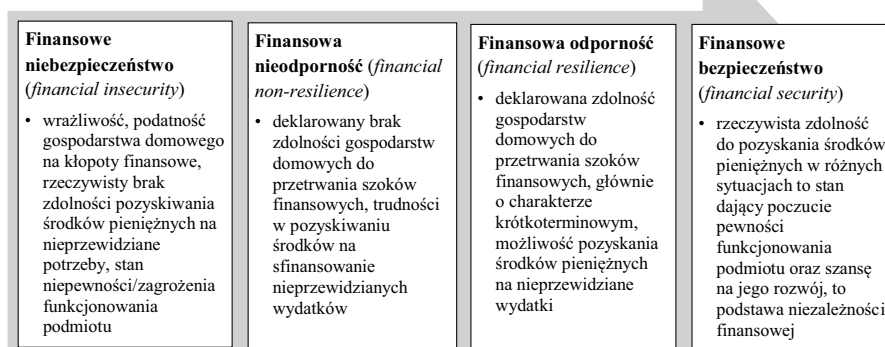 Finansowe
niebezpieczeństwo
(financial insecurity)
• wrażliwość, podatność
gospodarstwa domowego
na kłopoty finansowe,
rzeczywisty brak
zdolności pozyskiwania
środków pieniężnych na
nieprzewidziane
potrzeby, stan
niepewności/zagrożenia
funkcjonowania
podmiotu
Finansowa
nieodporność (financial
non-resilience)
• deklarowany brak
zdolności gospodarstw
domowych do
przetrwania szoków
finansowych, trudności
w pozyskiwaniu
środków na
sfinansowanie
nieprzewidzianych
wydatków
Finansowa odporność
(financial resilience)
• deklarowana zdolność
gospodarstw
domowych do
przetrwania szoków
finansowych, głównie
o charakterze
krótkoterminowym,
możliwość pozyskania
środków pieniężnych
na nieprzewidziane
wydatki
Finansowe
bezpieczeństwo
(financial security)
• rzeczywista zdolność
do pozyskania środków
pieniężnych w różnych
sytuacjach to stan
dający poczucie
pewności
funkcjonowania
podmiotu oraz szansę
na jego rozwój, to
podstawa niezależności
finansowej